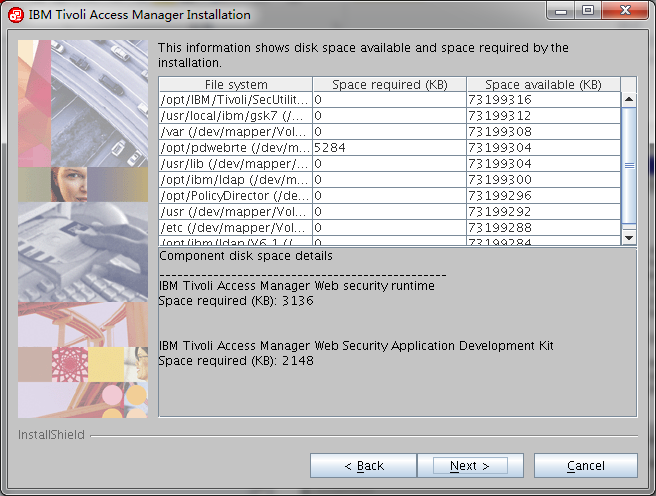 IBM Tivoli Access Manager Installation
This information shows disk space available and space required by the
installation.
File system Space required (KB) Space available (KB)
/opt/IBM/Tivoli/SecUtilit... 0 73199316
/usr/local/ibm/gsk7 (/... 0 73199312
/var (/dev/mapper/Vol... 0 73199308
/opt/pdwebrte (/dev/m... 5284 73199304
/usr/lib (/dev/mapper/... 0 73199304
/opt/ibm/ldap (/dev/m... 0 73199300
/opt/PolicyDirector (/de... 0 73199296
/usr (/dev/mapper/Vol... 0 73199292
/etc (/dev/mapper/Vol... 0 73199288
/opt/ibm/ldap/V6.1 (/... 0 73199284
Component disk space details
------------------------------------------------
IBM Tivoli Access Manager Web security runtime
Space required (KB): 3136
IBM Tivoli Access Manager Web Security Application Development Kit
Space required (KB): 2148
InstallShield
< Back Next > Cancel